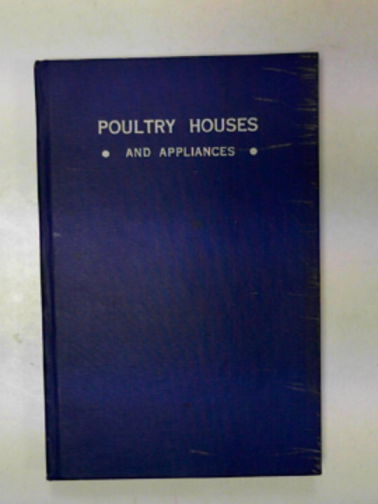 POULTRY HOUSES
• AND APPLIANCES •